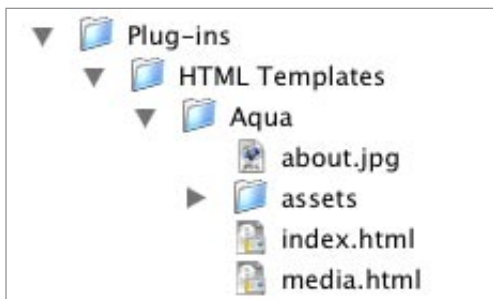 Plug-ins
HTML Templates
Aqua
about.jpg
assets
index.html
media.html